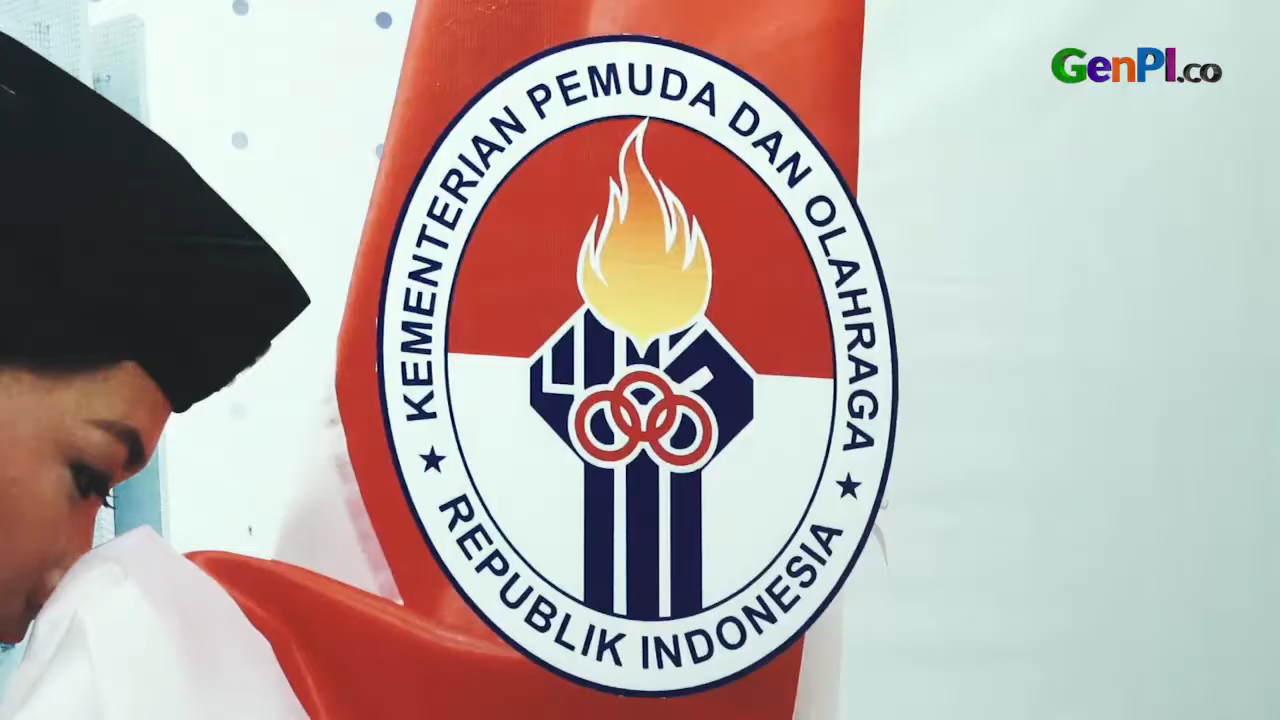 GenPI.co
KEMENTERIAN PEMUDA DAN OLAHRAGA
★ REPUBLIK INDONESIA ★